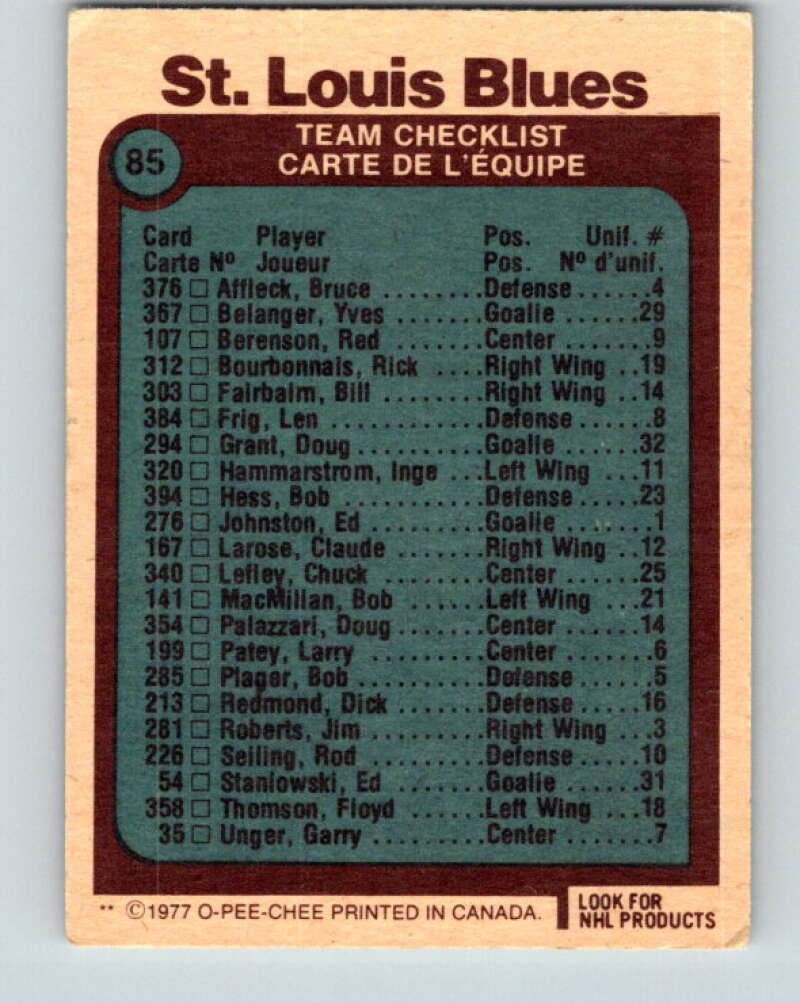 St. Louis Blues
85
TEAM CHECKLIST
CARTE DE L'ÉQUIPE
Card Player Pos. Unif. #
Carte Nº Joueur Pos. Nº d'unif.
376 □ Affleck, Bruce ........Defense......4
367 □ Belanger, Yves .......Goalie......29
107 □ Berenson, Red .......Center.......9
312 □ Bourbonnais, Rick ....Right Wing ..19
303 □ Fairbairn, Bill ........Right Wing ..14
384 □ Frig, Len ............Defense......8
294 □ Grant, Doug..........Goalie......32
320 □ Hammarstrom, Inge ...Left Wing ...11
394 □ Hess, Bob ...........Defense.....23
276 □ Johnston, Ed .........Goalie.......1
167 □ Larose, Claude .......Right Wing ..12
340 □ Lefley, Chuck ........Center......25
141 □ MacMillan, Bob ......Left Wing ...21
354 □ Palazzari, Doug.......Center ......14
199 □ Patey, Larry .........Center .......6
285 □ Plager, Bob ..........Defense......5
213 □ Redmond, Dick .......Defense.....16
281 □ Roberts, Jim .........Right Wing ...3
226 □ Seiling, Rod .........Defense.....10
54 □ Staniowski, Ed .......Goalie......31
358 □ Thomson, Floyd ......Left Wing ...18
35 □ Unger, Garry .........Center.......7
** ©1977 O-PEE-CHEE PRINTED IN CANADA.
LOOK FOR
NHL PRODUCTS